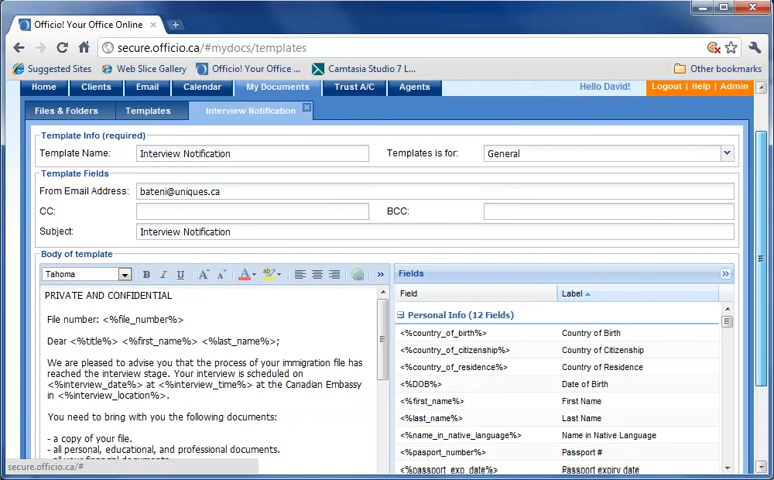 Officio! Your Office Online
secure.officio.ca/#mydocs/templates
Suggested Sites Web Slice Gallery Officio! Your Office ... Camtasia Studio 7 L... Other bookmarks
Home Clients Email Calendar My Documents Trust A/C Agents Hello David! Logout | Help | Admin
Files & Folders Templates Interview Notification
Template Info (required)
Template Name: Interview Notification Templates is for: General
Template Fields
From Email Address: bateni@uniques.ca
CC: BCC:
Subject: Interview Notification
Body of template
Tahoma B I U A A A ab
Fields
Field Label
PRIVATE AND CONFIDENTIAL
File number: <%file_number%>
Dear <%title%> <%first_name%> <%last_name%>;
We are pleased to advise you that the process of your immigration file has
reached the interview stage. Your interview is scheduled on
<%interview_date%> at <%interview_time%> at the Canadian Embassy
in <%interview_location%>.
You need to bring with you the following documents:
- a copy of your file.
- all personal, educational, and professional documents.
Personal Info (12 Fields)
<%country_of_birth%> Country of Birth
<%country_of_citizenship%> Country of Citizenship
<%country_of_residence%> Country of Residence
<%DOB%> Date of Birth
<%first_name%> First Name
<%last_name%> Last Name
<%name_in_native_language%> Name in Native Language
<%pasport_number%> Passport #
<%passport_exp_date%> Passport expiry date
secure.officio.ca/#